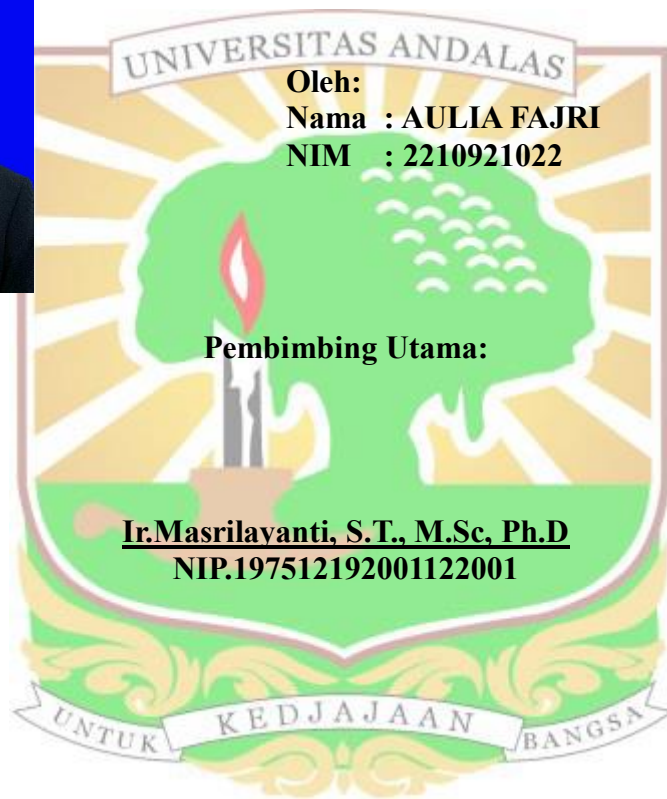 UNIVERSITAS ANDALAS
Oleh:
Nama : AULIA FAJRI
NIM : 2210921022
Pembimbing Utama:
Ir.Masrilayanti, S.T., M.Sc, Ph.D
NIP.197512192001122001
UNTUK KEDJAJAAN BANGSA